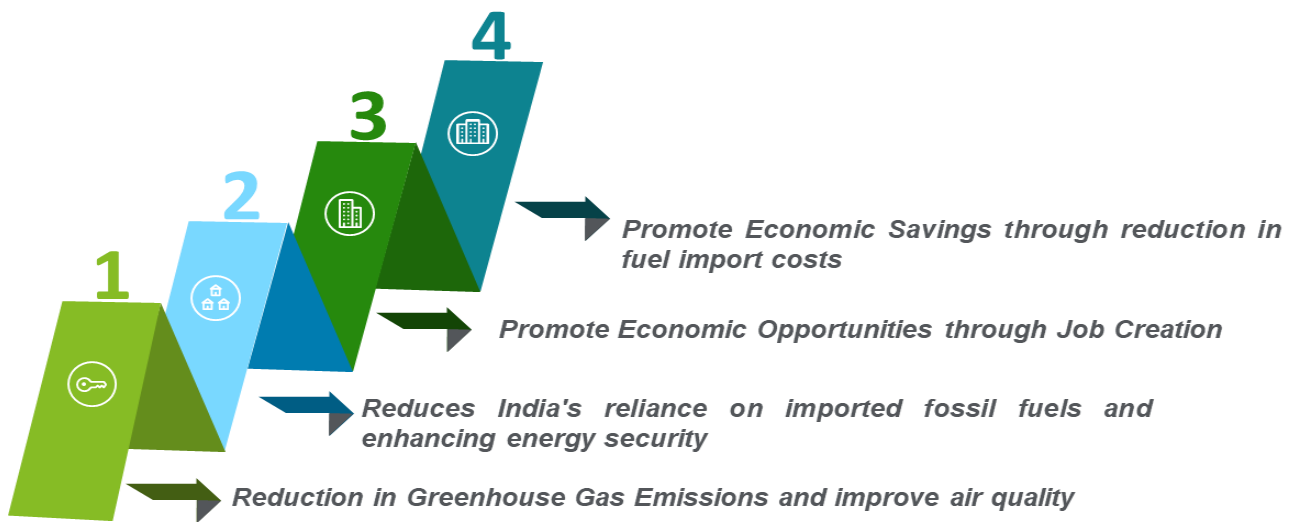 4
3
2
1
Promote Economic Savings through reduction in
fuel import costs
Promote Economic Opportunities through Job Creation
Reduces India's reliance on imported fossil fuels and
enhancing energy security
Reduction in Greenhouse Gas Emissions and improve air quality